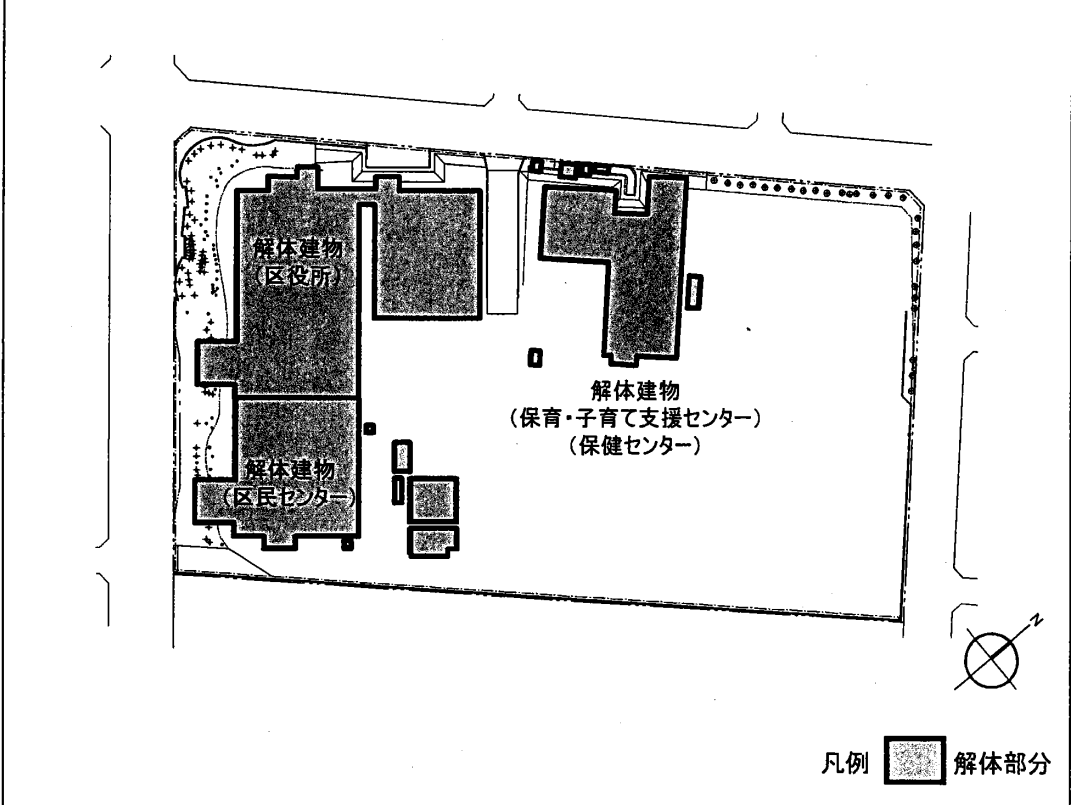 解体建物
(区役所)
解体建物
(保育・子育て支援センター)
(保健センター)
解体建物
(区民センター)
N
凡例
解体部分